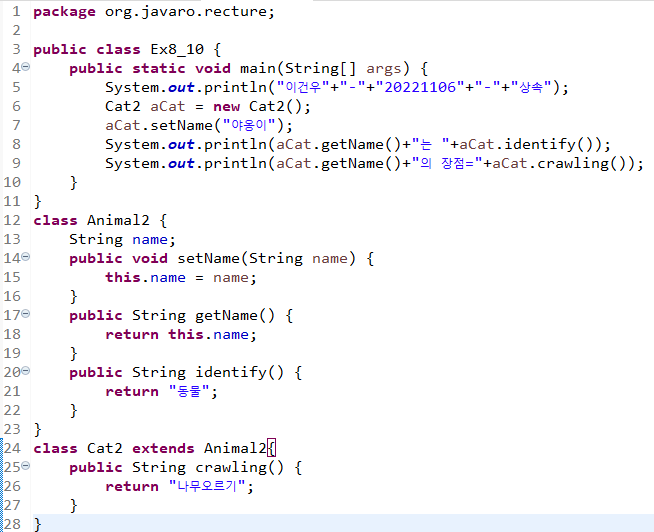 1 package org.javaro.recture;
2
3 public class Ex8_10 {
4 public static void main(String[] args) {
5 System.out.println("이건우"+"-"+"20221106"+"-"+"상속");
6 Cat2 aCat = new Cat2();
7 aCat.setName("야옹이");
8 System.out.println(aCat.getName()+"는 "+aCat.identify());
9 System.out.println(aCat.getName()+"의 장점="+aCat.crawling());
10 }
11 }
12 class Animal2 {
13 String name;
14 public void setName(String name) {
15 this.name = name;
16 }
17 public String getName() {
18 return this.name;
19 }
20 public String identify() {
21 return "동물";
22 }
23 }
24 class Cat2 extends Animal2{
25 public String crawling() {
26 return "나무오르기";
27 }
28 }